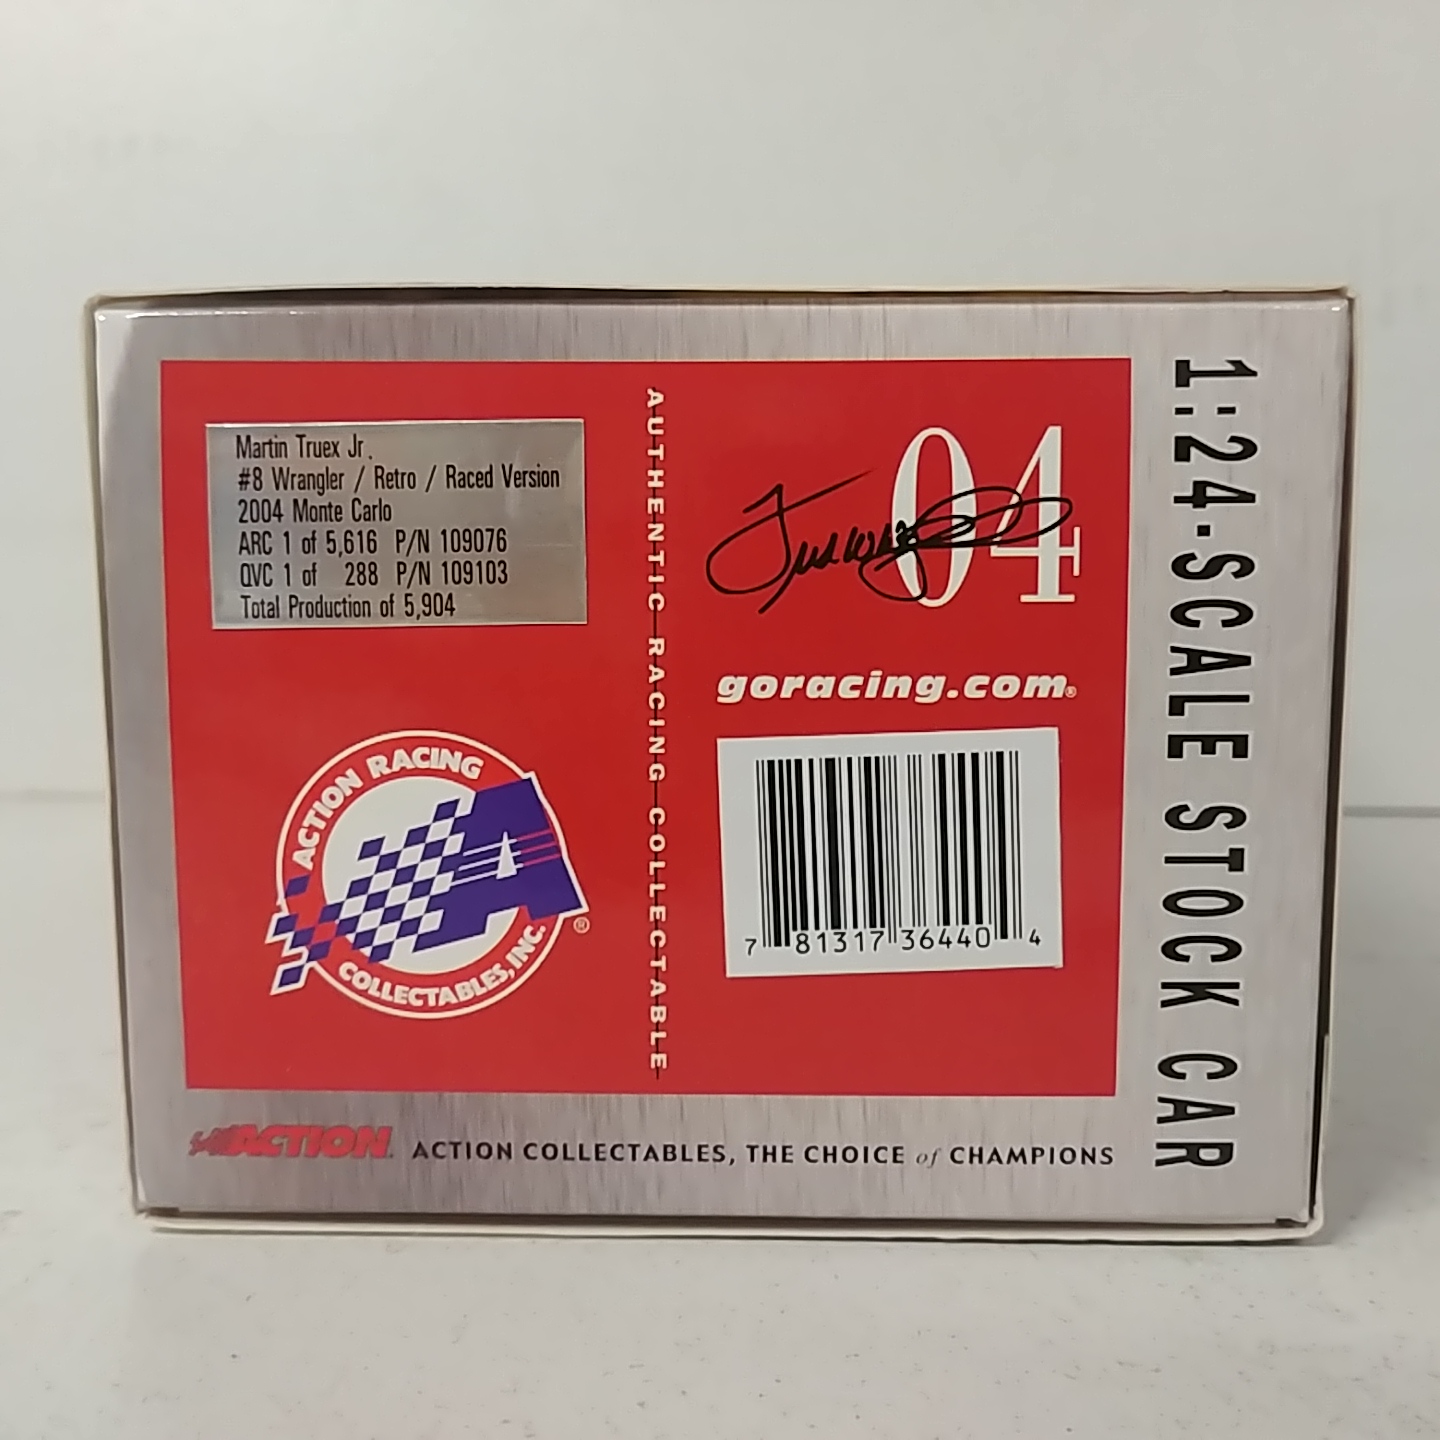 Martin Truex Jr.
#8 Wrangler / Retro / Raced Version
2004 Monte Carlo
ARC 1 of 5,616 P/N 109076
QVC 1 of 288 P/N 109103
Total Production of 5,904
AUTHENTIC RACING COLLECTABLE
04
goracing.com®
7 81317 36440 4
ACTION RACING
A
COLLECTABLES, INC.
®
ACTION ACTION COLLECTABLES, THE CHOICE of CHAMPIONS
1:24-SCALE STOCK CAR